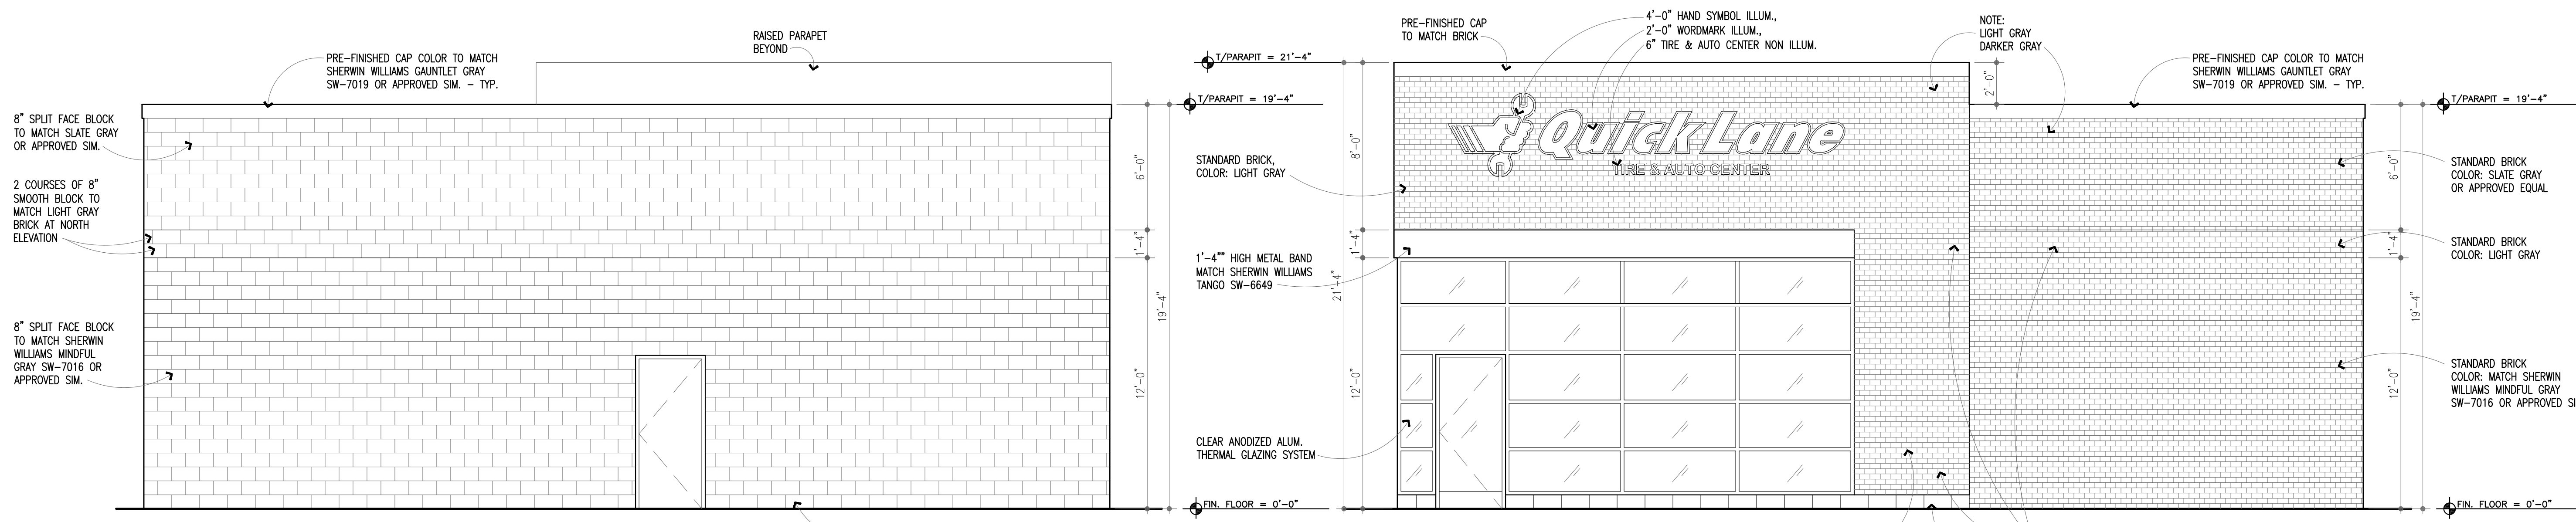 RAISED PARAPET
BEYOND
PRE-FINISHED CAP COLOR TO MATCH
SHERWIN WILLIAMS GAUNTLET GRAY
SW-7019 OR APPROVED SIM. - TYP.
8" SPLIT FACE BLOCK
TO MATCH SLATE GRAY
OR APPROVED SIM.
2 COURSES OF 8"
SMOOTH BLOCK TO
MATCH LIGHT GRAY
BRICK AT NORTH
ELEVATION
8" SPLIT FACE BLOCK
TO MATCH SHERWIN
WILLIAMS MINDFUL
GRAY SW-7016 OR
APPROVED SIM.
6'-0"
1'-4"
12'-0"
19'-4"
T/PARAPIT = 21'-4"
T/PARAPIT = 19'-4"
FIN. FLOOR = 0'-0"
PRE-FINISHED CAP
TO MATCH BRICK
4'-0" HAND SYMBOL ILLUM.,
2'-0" WORDMARK ILLUM.,
6" TIRE & AUTO CENTER NON ILLUM.
NOTE:
LIGHT GRAY
DARKER GRAY
PRE-FINISHED CAP COLOR TO MATCH
SHERWIN WILLIAMS GAUNTLET GRAY
SW-7019 OR APPROVED SIM. - TYP.
STANDARD BRICK,
COLOR: LIGHT GRAY
1'-4"" HIGH METAL BAND
MATCH SHERWIN WILLIAMS
TANGO SW-6649
CLEAR ANODIZED ALUM.
THERMAL GLAZING SYSTEM
8'-0"
1'-4"
12'-0"
21'-4"
Quick Lane
TIRE & AUTO CENTER
2'-0"
6'-0"
1'-4"
12'-0"
19'-4"
T/PARAPIT = 19'-4"
STANDARD BRICK
COLOR: SLATE GRAY
OR APPROVED EQUAL
STANDARD BRICK
COLOR: LIGHT GRAY
STANDARD BRICK
COLOR: MATCH SHERWIN
WILLIAMS MINDFUL GRAY
SW-7016 OR APPROVED
FIN. FLOOR = 0'-0"